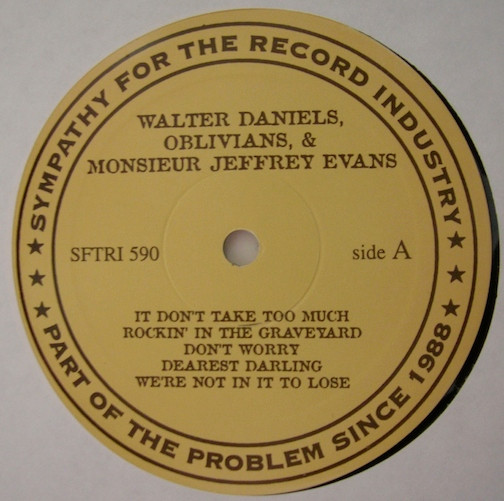 SYMPATHY FOR THE RECORD INDUSTRY
WALTER DANIELS,
OBLIVIANS, &
MONSIEUR JEFFREY EVANS
SFTRI 590
side A
IT DON'T TAKE TOO MUCH
ROCKIN' IN THE GRAVEYARD
DON'T WORRY
DEAREST DARLING
WE'RE NOT IN IT TO LOSE
PART OF THE PROBLEM SINCE 1988